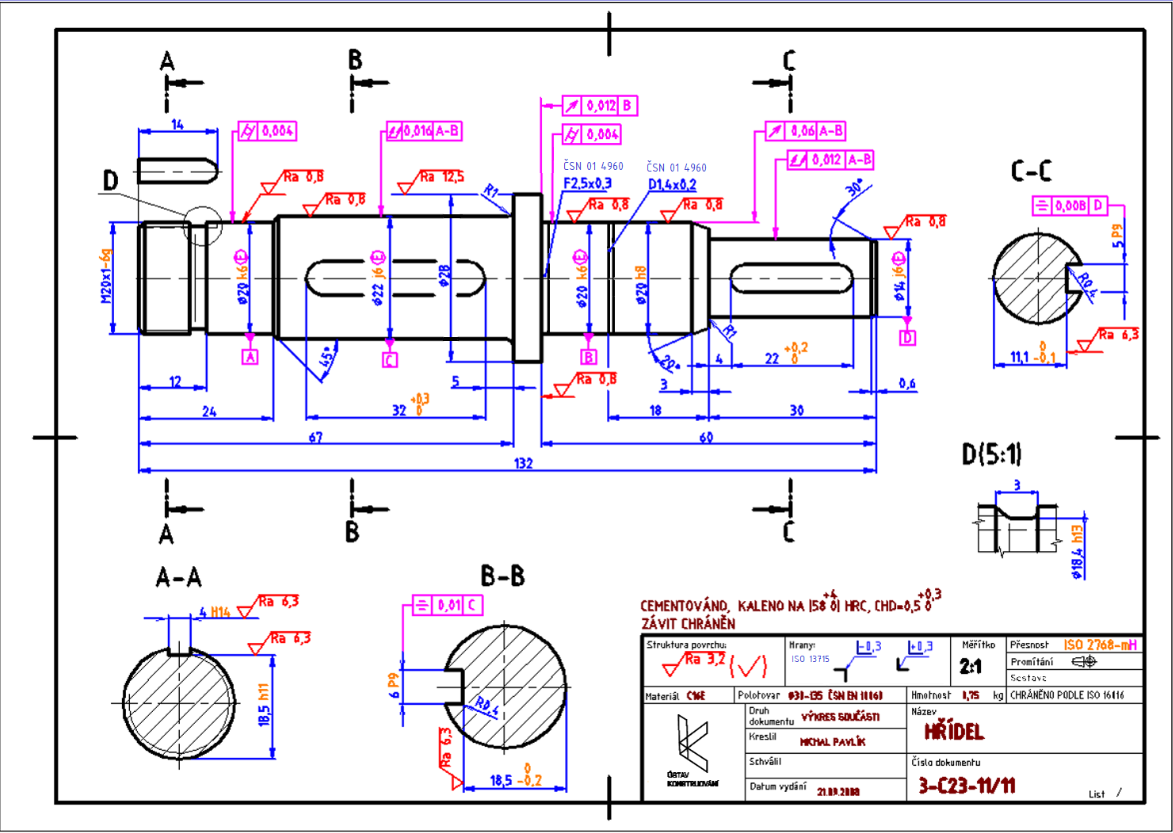 A
B
C
14
0,004
0,016 A-B
0,012 B
0,004
0,06 A-B
0,012 A-B
C-C
0,008 D
D
Ra 0,8
Ra 0,8
Ra 12,5
R1
ČSN 01 4960
F2,5x0,3
ČSN 01 4960
D1,4x0,2
Ra 0,8
Ra 0,8
30°
Ra 0,8
5 P9
R0,4
M20x1-6g
ø20 k6 E
ø22 j6 E
ø28
ø20 k6 E
ø20 h8
ø14 j6 E
Ra 6,3
11,1 0 -0,1
A
45°
C
B
20°
R1
D
12
5
Ra 0,8
4
22 +0,2 0
3
0,6
24
32 +0,3 0
18
30
67
60
132
D(5:1)
3
ø18,4 h13
A
B
C
A-A
B-B
4 H14
Ra 6,3
Ra 6,3
18,5 h11
0,01 C
6 P9
R0,4
Ra 6,3
18,5 0 -0,2
CEMENTOVÁNO, KALENO NA |58 +4 0| HRC, CHD=0,5 +0,3 0
ZÁVIT CHRÁNĚN
Struktura povrchu:
Ra 3,2 (√)
Hrany:
ISO 13715
-0,3
+0,3
Měřítko
2:1
Přesnost ISO 2768-mH
Promítání
Sestava
Materiál C16E
Polotovar
ČSN EN 10060
Hmotnost 1,75 kg
CHRÁNĚNO PODLE ISO 16016
ÚSTAV
KONSTRUOVÁNÍ
Druh
dokumentu VÝKRES SOUČÁSTI
Kreslil MICHAL PAVLÍK
Schválil
Datum vydání 21.09.2008
Název
HŘÍDEL
Číslo dokumentu
3-C23-11/11
List /